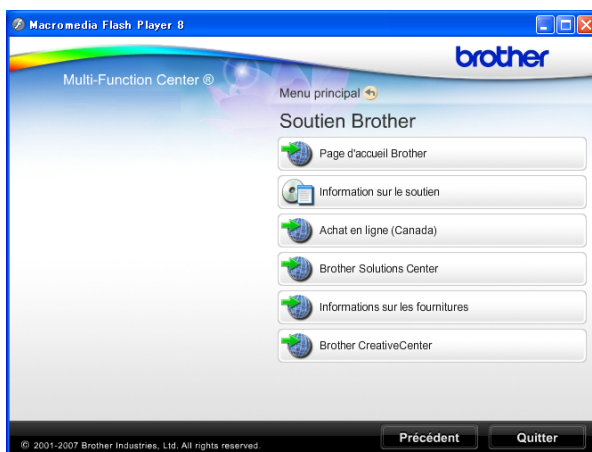 Macromedia Flash Player 8
brother
Multi-Function Center ®
Menu principal
Soutien Brother
Page d'accueil Brother
Information sur le soutien
Achat en ligne (Canada)
Brother Solutions Center
Informations sur les fournitures
Brother CreativeCenter
© 2001-2007 Brother Industries, Ltd. All rights reserved.
Précédent
Quitter